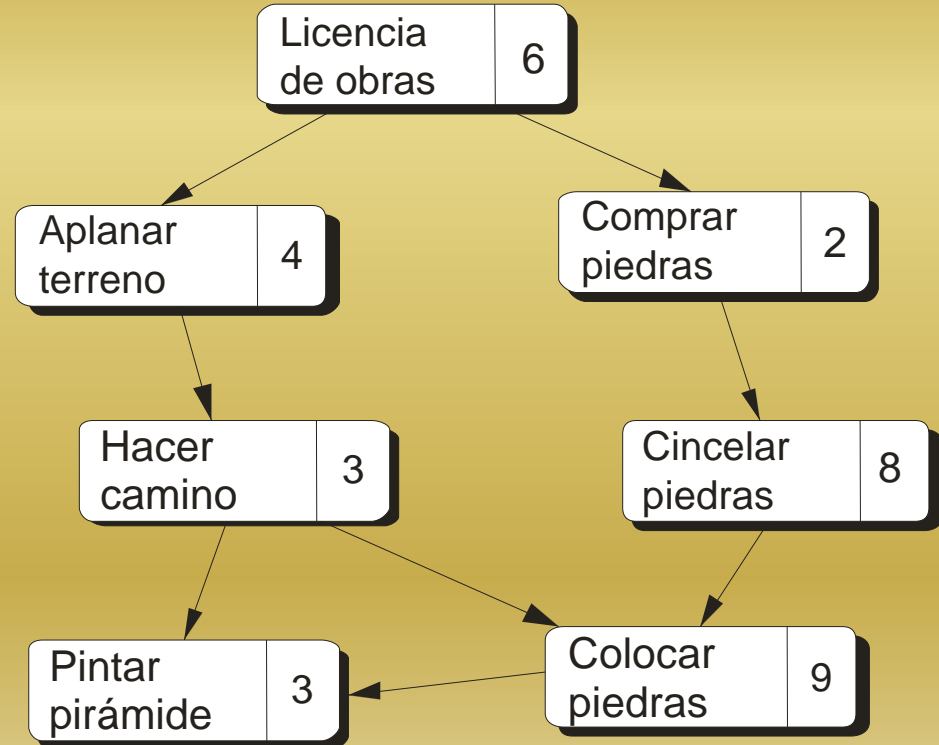 Licencia
de obras
6
Aplanar
terreno
4
Comprar
piedras
2
Hacer
camino
3
Cincelar
piedras
8
Pintar
pirámide
3
Colocar
piedras
9